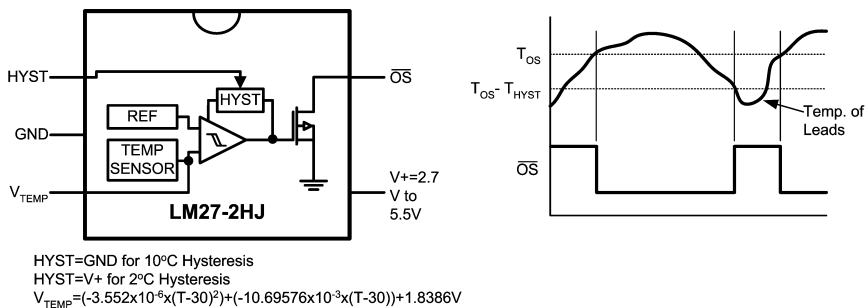 HYST
GND
V_TEMP
REF
TEMP
SENSOR
HYST
LM27-2HJ
OS
V+=2.7
V to
5.5V
HYST=GND for 10°C Hysteresis
HYST=V+ for 2°C Hysteresis
V_TEMP=(-3.552x10^-6x(T-30)^2)+(-10.69576x10^-3x(T-30))+1.8386V
T_OS
T_OS- T_HYST
Temp. of
Leads
OS